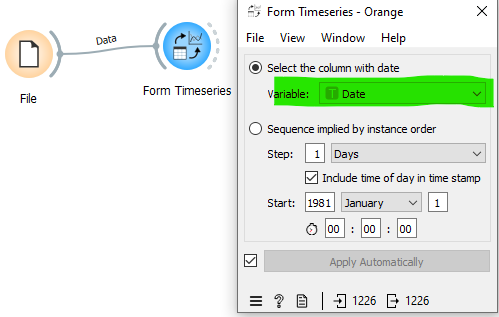 Data
File
Form Timeseries
Form Timeseries - Orange
File View Window Help
Select the column with date
Variable: T Date
Sequence implied by instance order
Step: 1 Days
Include time of day in time stamp
Start: 1981 January 1
00 : 00 : 00
Apply Automatically
? 1226 1226